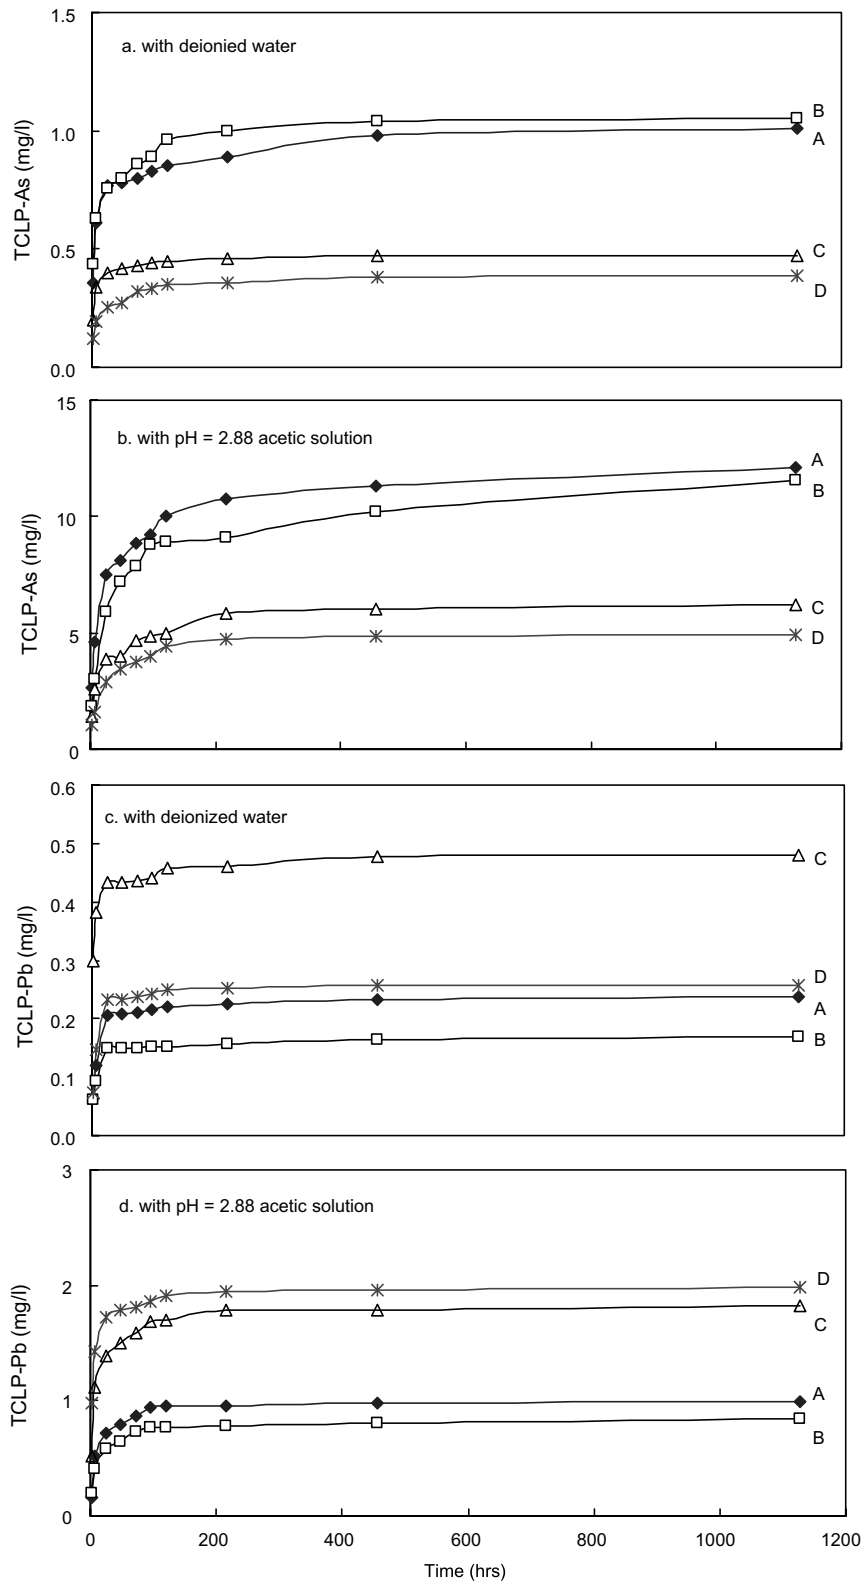 1.5
a. with deionied water
1.0
B
A
TCLP-As (mg/l)
0.5
C
D
0.0
15
b. with pH = 2.88 acetic solution
A
B
10
TCLP-As (mg/l)
5
C
D
0
0.6
c. with deionized water
0.5
C
0.4
TCLP-Pb (mg/l)
0.3
D
A
0.2
B
0.1
0.0
3
d. with pH = 2.88 acetic solution
2
D
C
TCLP-Pb (mg/l)
1
A
B
0
0 200 400 600 800 1000 1200
Time (hrs)